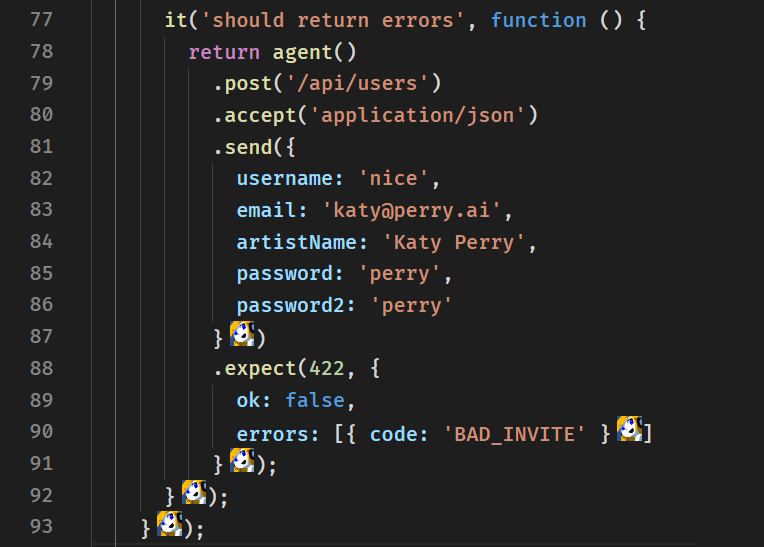 77 it('should return errors', function () {
78 return agent()
79 .post('/api/users')
80 .accept('application/json')
81 .send({
82 username: 'nice',
83 email: 'katy@perry.ai',
84 artistName: 'Katy Perry',
85 password: 'perry',
86 password2: 'perry'
87 })
88 .expect(422, {
89 ok: false,
90 errors: [{ code: 'BAD_INVITE' }]
91 });
92 });
93 });